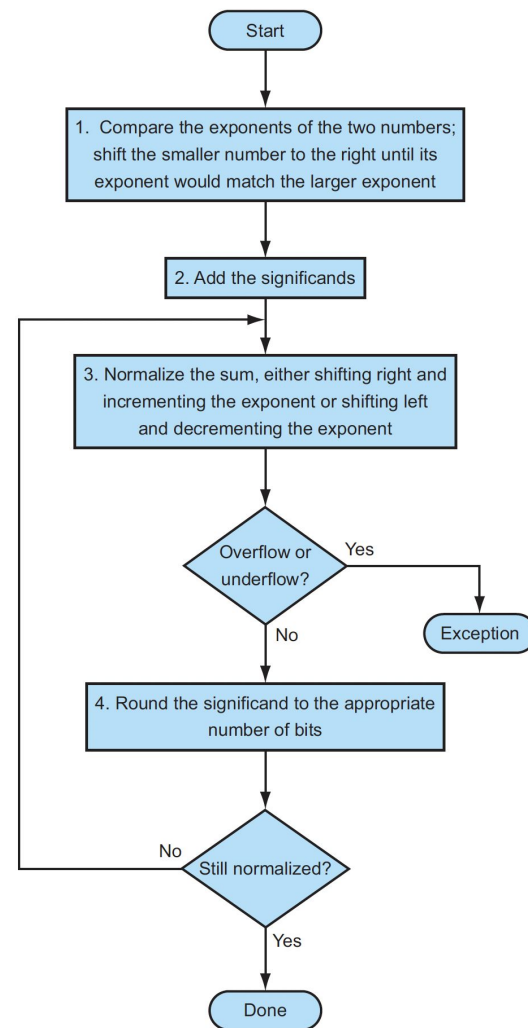 Start
1. Compare the exponents of the two numbers;
shift the smaller number to the right until its
exponent would match the larger exponent
2. Add the significands
3. Normalize the sum, either shifting right and
incrementing the exponent or shifting left
and decrementing the exponent
Overflow or
underflow?
Yes
Exception
No
4. Round the significand to the appropriate
number of bits
No
Still normalized?
Yes
Done